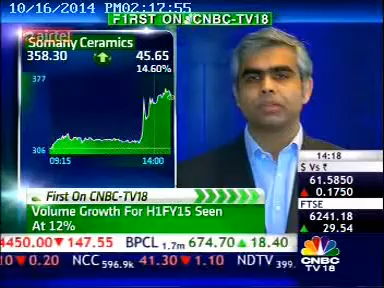 10/16/2014 PM02:17:55
F1RST ON CNBC-TV18
airtel
Somany Ceramics
358.30 45.65
14.60%
377
306
09:15 14:00
First On CNBC-TV18
Volume Growth For H1FY15 Seen
At 12%
14:18
$ Vs ₹
61.5850
0.1750
FTSE
6241.18
29.54
4450.00 147.55 BPCL 1.7m 674.70 18.40
0.20 NCC 596.9k 41.30 1.10 NDTV 399.
CNBC
TV18